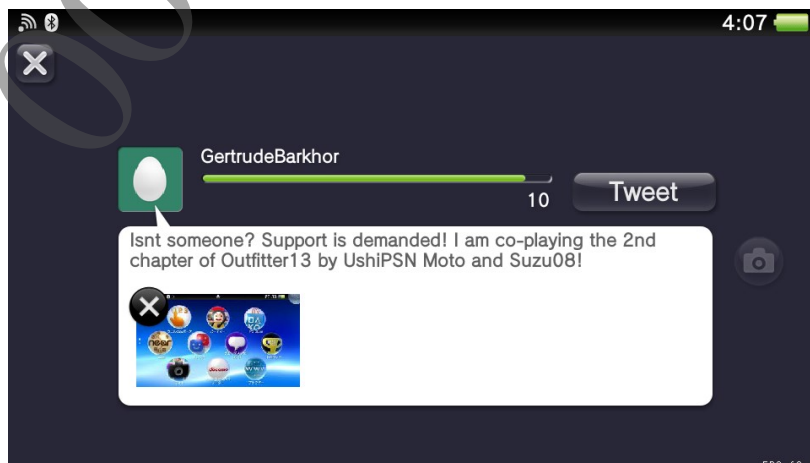 4:07
GertrudeBarkhor
10
Tweet
Isnt someone? Support is demanded! I am co-playing the 2nd
chapter of Outfitter13 by UshiPSN Moto and Suzu08!